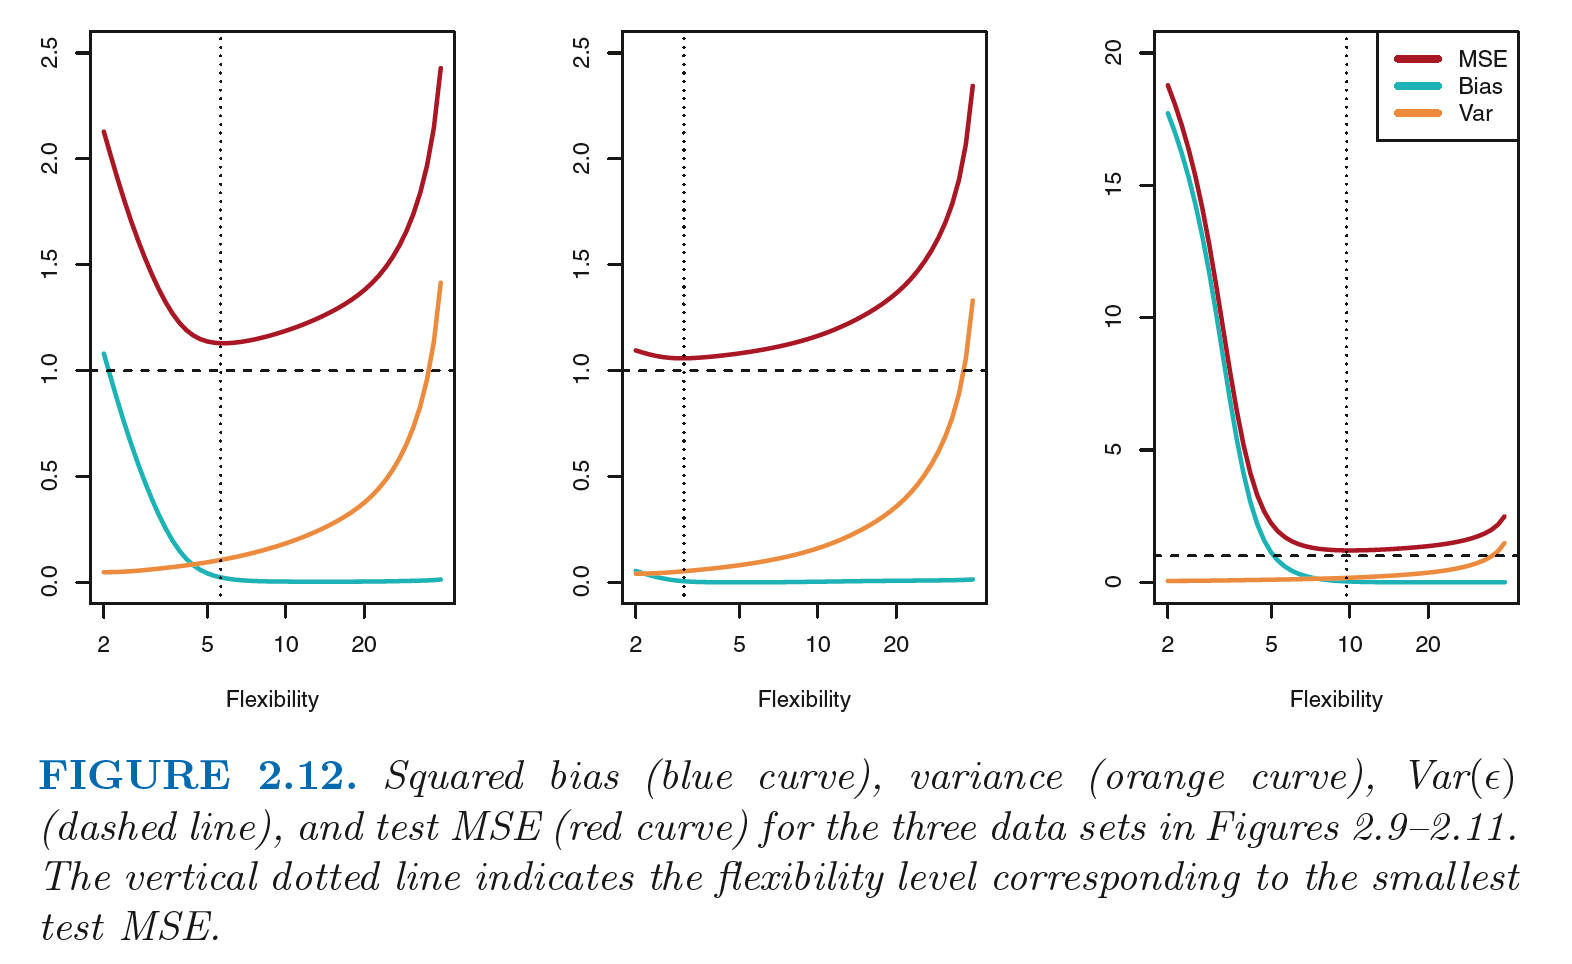 2.5
2.0
1.5
1.0
0.5
0.0
2 5 10 20
Flexibility
2.5
2.0
1.5
1.0
0.5
0.0
2 5 10 20
Flexibility
20
15
10
5
0
2 5 10 20
Flexibility
MSE
Bias
Var
FIGURE 2.12. Squared bias (blue curve), variance (orange curve), Var(ϵ)
(dashed line), and test MSE (red curve) for the three data sets in Figures 2.9–2.11.
The vertical dotted line indicates the flexibility level corresponding to the smallest
test MSE.